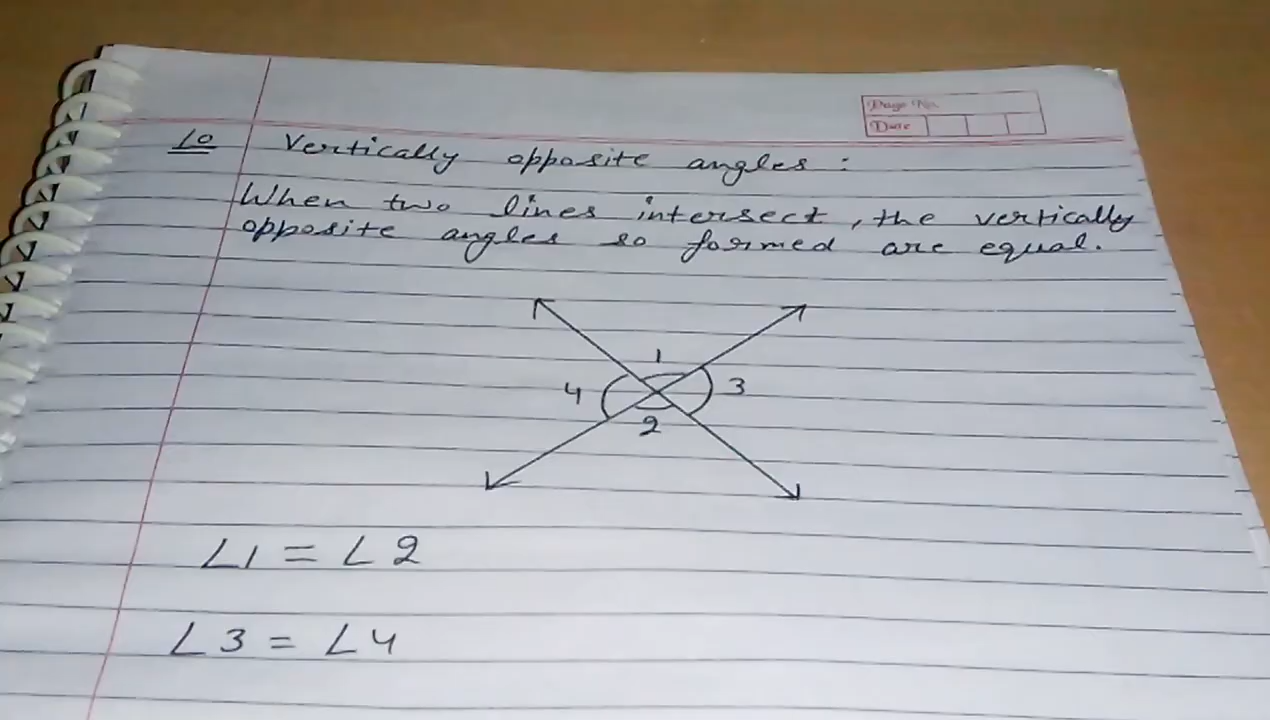 Page No.
Date
10 Vertically opposite angles :
When two lines intersect, the vertically
opposite angles so formed are equal.
1
4 3
2
∠1 = ∠2
∠3 = ∠4